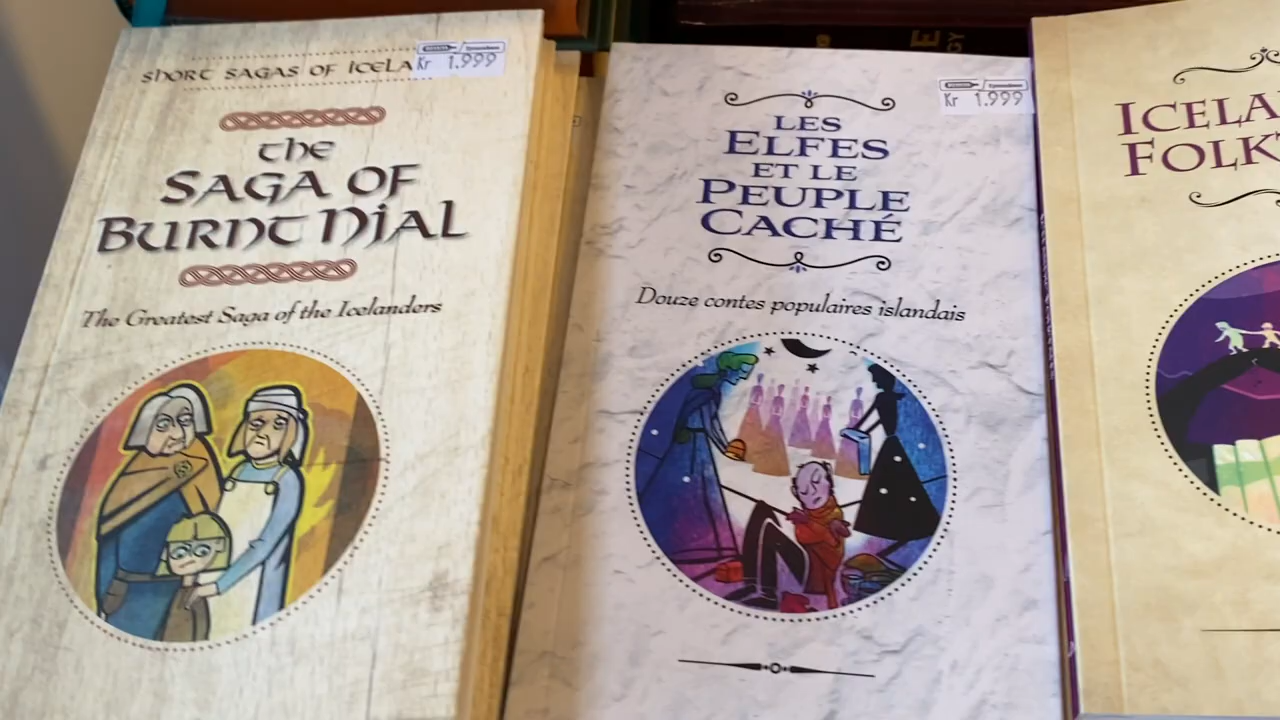 SHORT SAGAS OF ICELA
Kr 1.999
THE
SAGA OF
BURNT NJAL
The Greatest Saga of the Icelanders
Kr 1.999
LES
ELFES
ET LE
PEUPLE
CACHÉ
Douze contes populaires islandais
ICELA
FOLKT